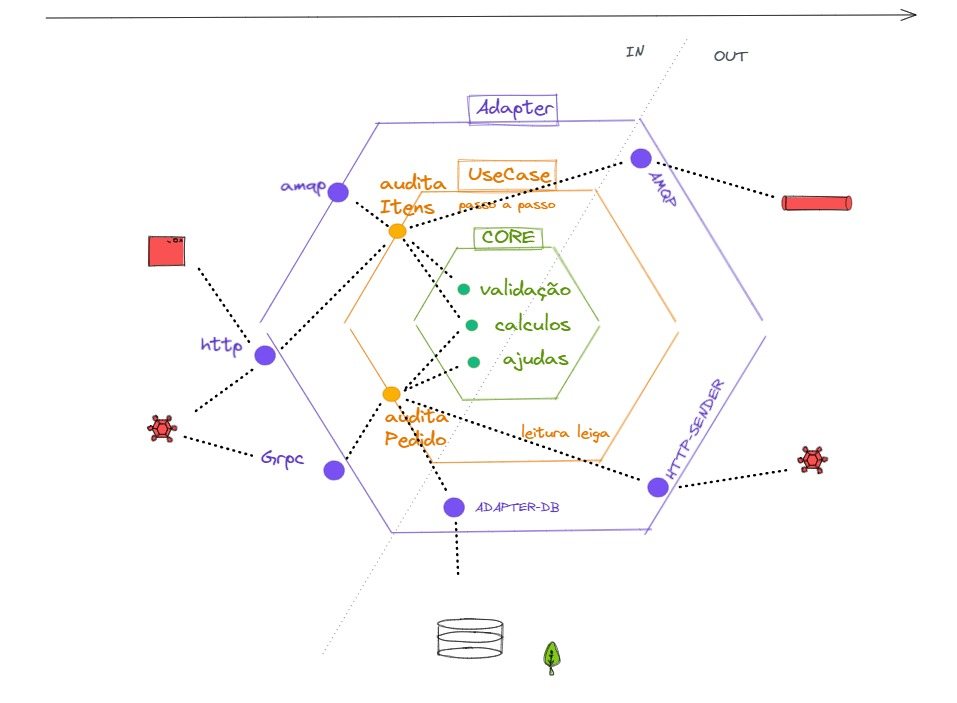 IN
OUT
Adapter
UseCase
passo a passo
amqp
audita
Itens
AMQP
CORE
validação
calculos
ajudas
http
audita
Pedido
leitura leiga
Grpc
HTTP-SENDER
ADAPTER-DB